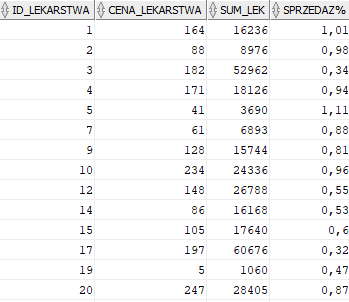 ID_LEKARSTWA CENA_LEKARSTWA SUM_LEK SPRZEDAZ%
1 164 16236 1,01
2 88 8976 0,98
3 182 52962 0,34
4 171 18126 0,94
5 41 3690 1,11
7 61 6893 0,88
9 128 15744 0,81
10 234 24336 0,96
12 148 26788 0,55
14 86 16168 0,53
15 105 17640 0,6
17 197 60676 0,32
19 5 1060 0,47
20 247 28405 0,87